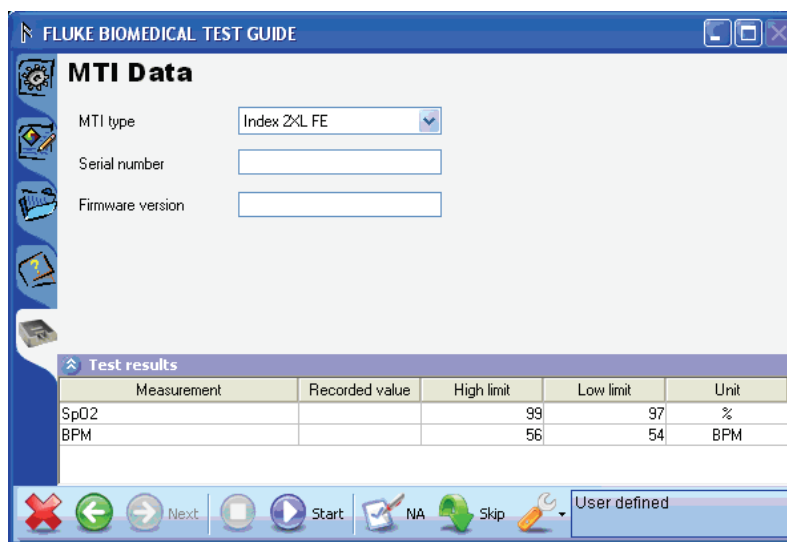 FLUKE BIOMEDICAL TEST GUIDE
MTI Data
MTI type Index 2XL FE
Serial number
Firmware version
Test results
Measurement Recorded value High limit Low limit Unit
SpO2 99 97 %
BPM 56 54 BPM
Next Start NA Skip User defined